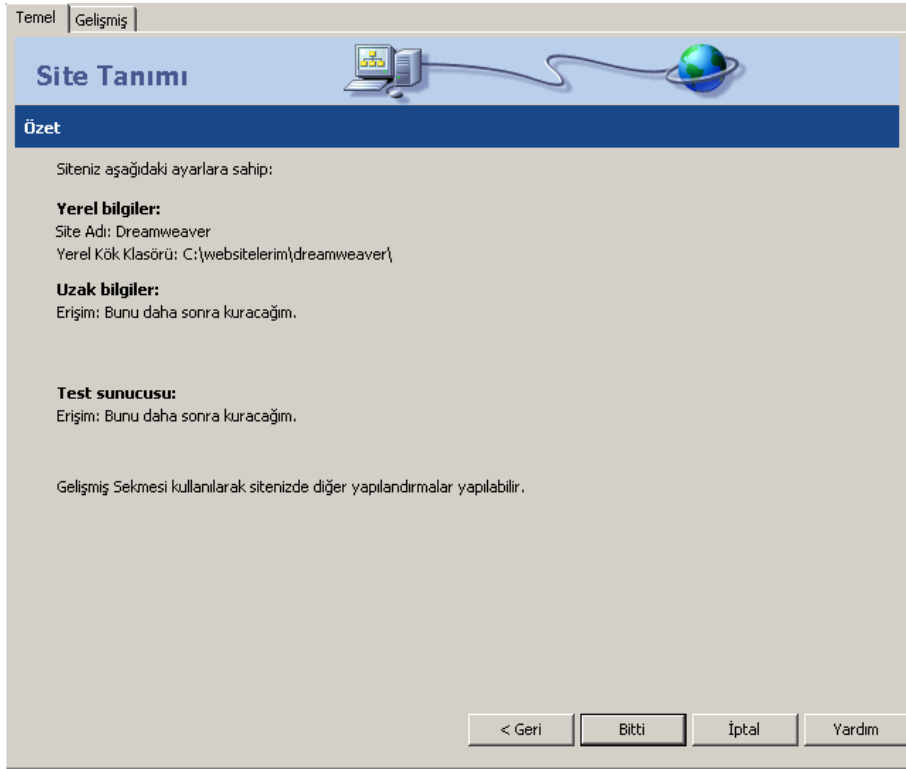 Temel Gelişmiş
Site Tanımı
Özet
Siteniz aşağıdaki ayarlara sahip:
Yerel bilgiler:
Site Adı: Dreamweaver
Yerel Kök Klasörü: C:\websitelerim\dreamweaver\
Uzak bilgiler:
Erişim: Bunu daha sonra kuracağım.
Test sunucusu:
Erişim: Bunu daha sonra kuracağım.
Gelişmiş Sekmesi kullanılarak sitenizde diğer yapılandırmalar yapılabilir.
< Geri Bitti İptal Yardım